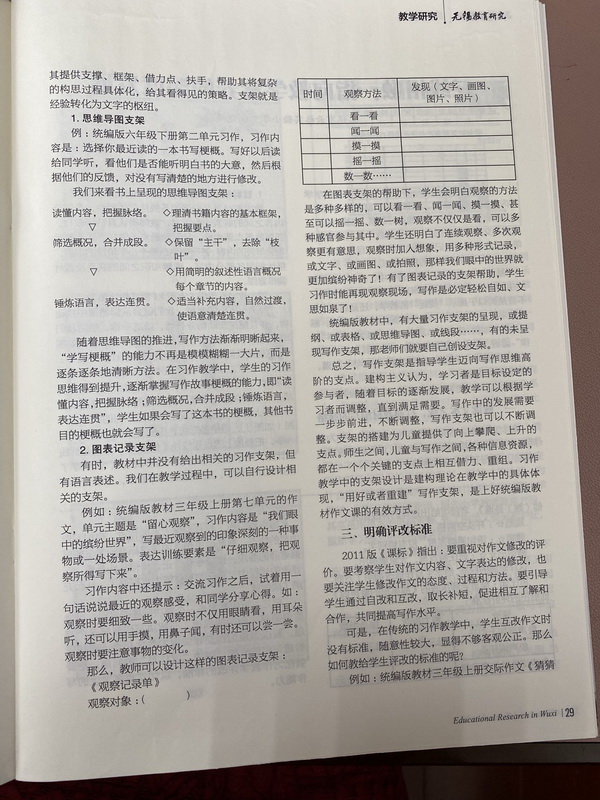 教学研究 无锡教育研究
其提供支撑、框架、借力点、扶手，帮助其将复杂
的构思过程具体化，给其看得见的策略。支架就是
经验转化为文字的枢纽。
1. 思维导图支架
例：统编版六年级下册第二单元习作，习作内
容是：选择你最近读的一本书写梗概。写好以后读
给同学听，看他们是否能听明白书的大意，然后根
据他们的反馈，对没有写清楚的地方进行修改。
我们来看书上呈现的思维导图支架：
读懂内容，把握脉络。 ◇理清书籍内容的基本框架，
▽ 把握要点。
筛选概况，合并成段。 ◇保留“主干”，去除“枝
叶”。
▽ ◇用简明的叙述性语言概况
每个章节的内容。
锤炼语言，表达连贯。 ◇适当补充内容，自然过渡，
使语意清楚连贯。
随着思维导图的推进，写作方法渐渐明晰起来，
“学写梗概”的能力不再是模模糊糊一大片，而是
逐条逐条地清晰方法。在习作教学中，学生的习作
思维得到提升，逐渐掌握写作故事梗概的能力，即“读
懂内容，把握脉络；筛选概况，合并成段；锤炼语言，
表达连贯”，学生如果会写了这本书的梗概，其他书
目的梗概也就会写了。
2. 图表记录支架
有时，教材中并没有给出相关的习作支架，但
有语言表述。我们在教学过程中，可以自行设计相
关的支架。
例如：统编版教材三年级上册第七单元的作
文，单元主题是“留心观察”，习作内容是“我们眼
中的缤纷世界”，写最近观察到的印象深刻的一种事
物或一处场景。表达训练要素是“仔细观察，把观
察所得写下来”。
习作内容中还提示：交流习作之后，试着用一
句话说说最近的观察感受，和同学分享心得。如：
观察时要细致一些。观察时不仅用眼睛看，用耳朵
听，还可以用手摸，用鼻子闻，有时还可以尝一尝。
观察时要注意事物的变化。
那么，教师可以设计这样的图表记录支架：
《观察记录单》
观察对象：（ ）
时间 观察方法 发现（文字、画图、
图片、照片）
看一看
闻一闻
摸一摸
摇一摇
数一数……
在图表支架的帮助下，学生会明白观察的方法
是多种多样的，可以看一看、闻一闻、摸一摸、甚
至可以摇一摇、数一树。观察不仅仅是看，可以多
种感官参与其中。学生还明白了连续观察、多次观
察更有意思，观察时加入想象，用多种形式记录，
或文字、或画图、或拍照，那样我们眼中的世界就
更加缤纷神奇了！有了图表记录的支架帮助，学生
习作时能再现观察现场，写作是必定轻松自如、文
思如泉了！
统编版教材中，有大量习作支架的呈现，或提
纲、或表格、或思维导图、或线段……，有的未呈
现写作支架，那老师们就要自己创设支架。
总之，写作支架是指导学生迈向写作思维高
阶的支点。建构主义认为，学习者是目标设定的
参与者，随着目标的逐渐发展，教学可以根据学
习者而调整，直到满足需要。写作中的发展需要
一步步前进，不断调整，写作支架也可以不断调
整。支架的搭建为儿童提供了向上攀爬、上升的
支点。师生之间，儿童与写作之间，各种信息资源，
都在一个个关键的支点上相互借力、重组。习作
教学中的支架设计是建构理论在教学中的具体体
现，“用好或者重建”写作支架，是上好统编版教
材作文课的有效方式。
三、明确评改标准
2011版《课标》指出：要重视对作文修改的评
价。要考察学生对作文内容、文字表达的修改，也
要关注学生修改作文的态度、过程和方法。要引导
学生通过自改和互改，取长补短，促进相互了解和
合作，共同提高写作水平。
可是，在传统的习作教学中，学生互改作文时
没有标准，随意性较大，显得不够客观公正。那么
如何教给学生评改的标准的呢？
例如：统编版教材三年级上册交际作文《猜猜
Educational Research in Wuxi 29